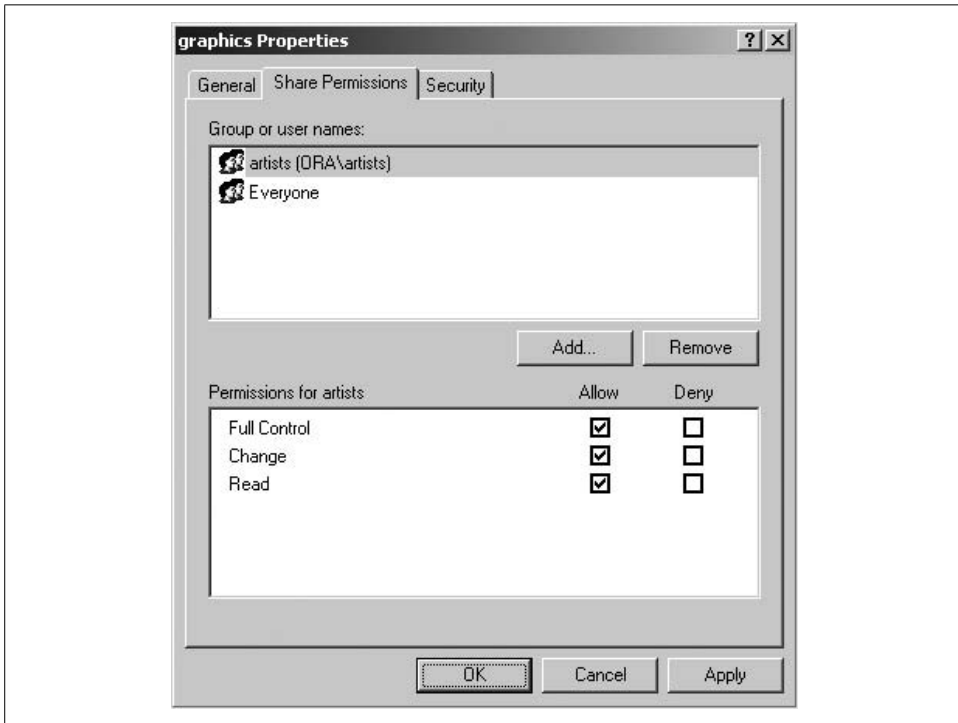 graphics Properties
General Share Permissions Security
Group or user names:
artists (ORA\artists)
Everyone
Add... Remove
Permissions for artists Allow Deny
Full Control
Change
Read
OK Cancel Apply